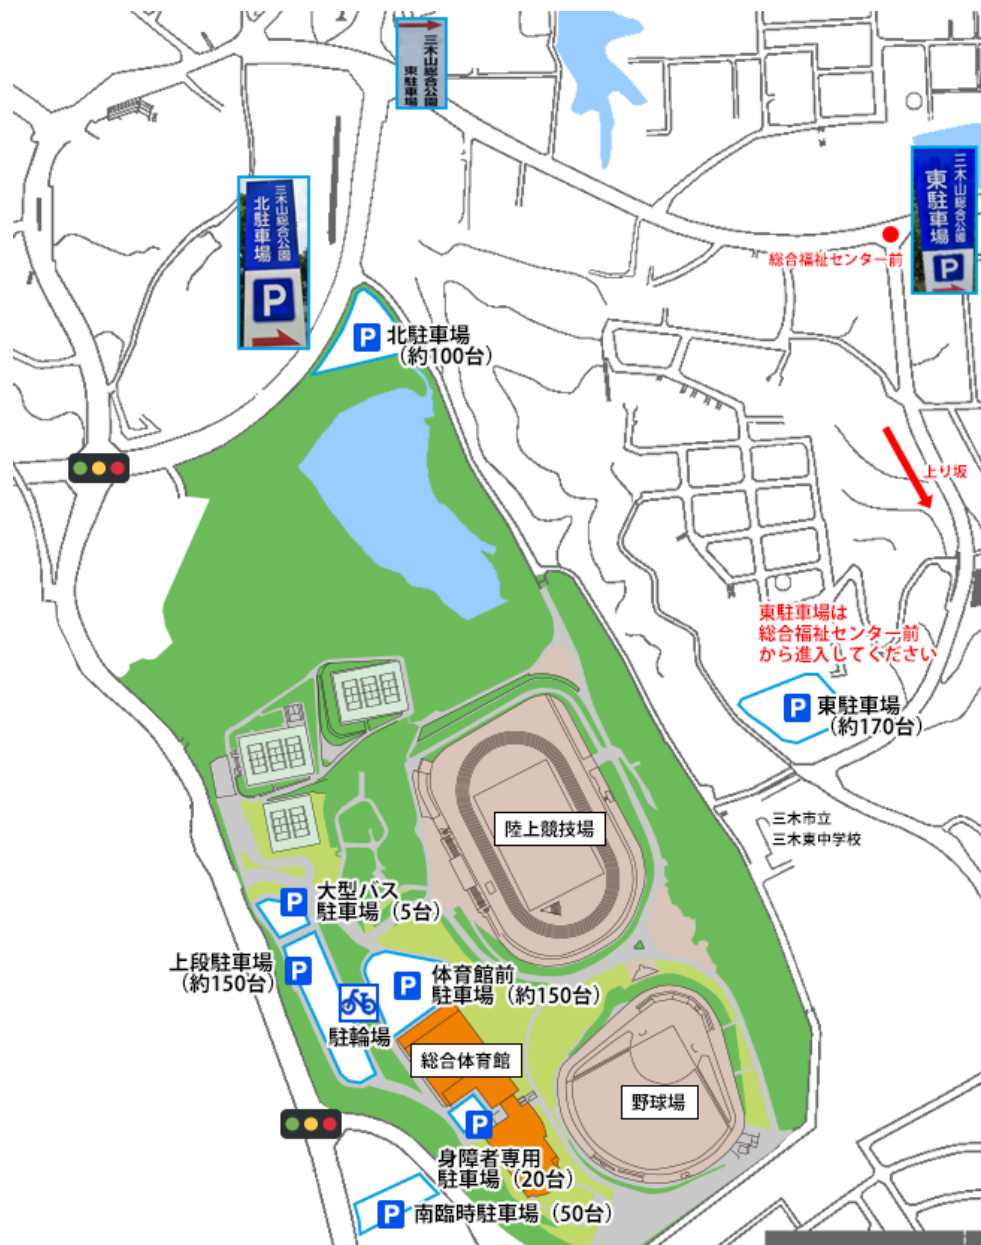 三木山総合公園
東駐車場
三木山総合公園
北駐車場
P
三木山総合公園
東駐車場
P
総合福祉センター前
P 北駐車場
（約100台）
上り坂
東駐車場は
総合福祉センター前
から進入してください
P 東駐車場
（約170台）
陸上競技場
三木市立
三木東中学校
P 大型バス
駐車場（5台）
上段駐車場 P
（約150台）
P 体育館前
駐車場（約150台）
駐輪場
総合体育館
野球場
P
身障者専用
駐車場（20台）
P 南臨時駐車場（50台）